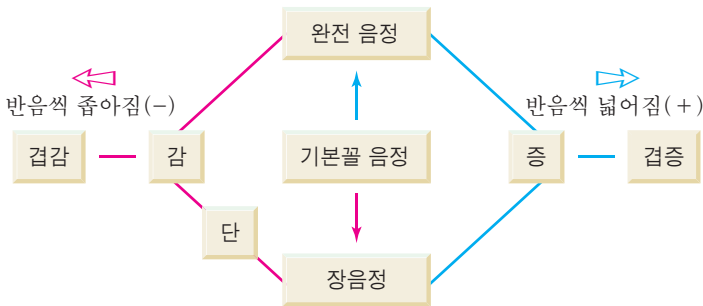 완전 음정
반음씩 좁아짐(−)
반음씩 넓어짐(+)
겹감
감
기본꼴 음정
증
겹증
단
장음정